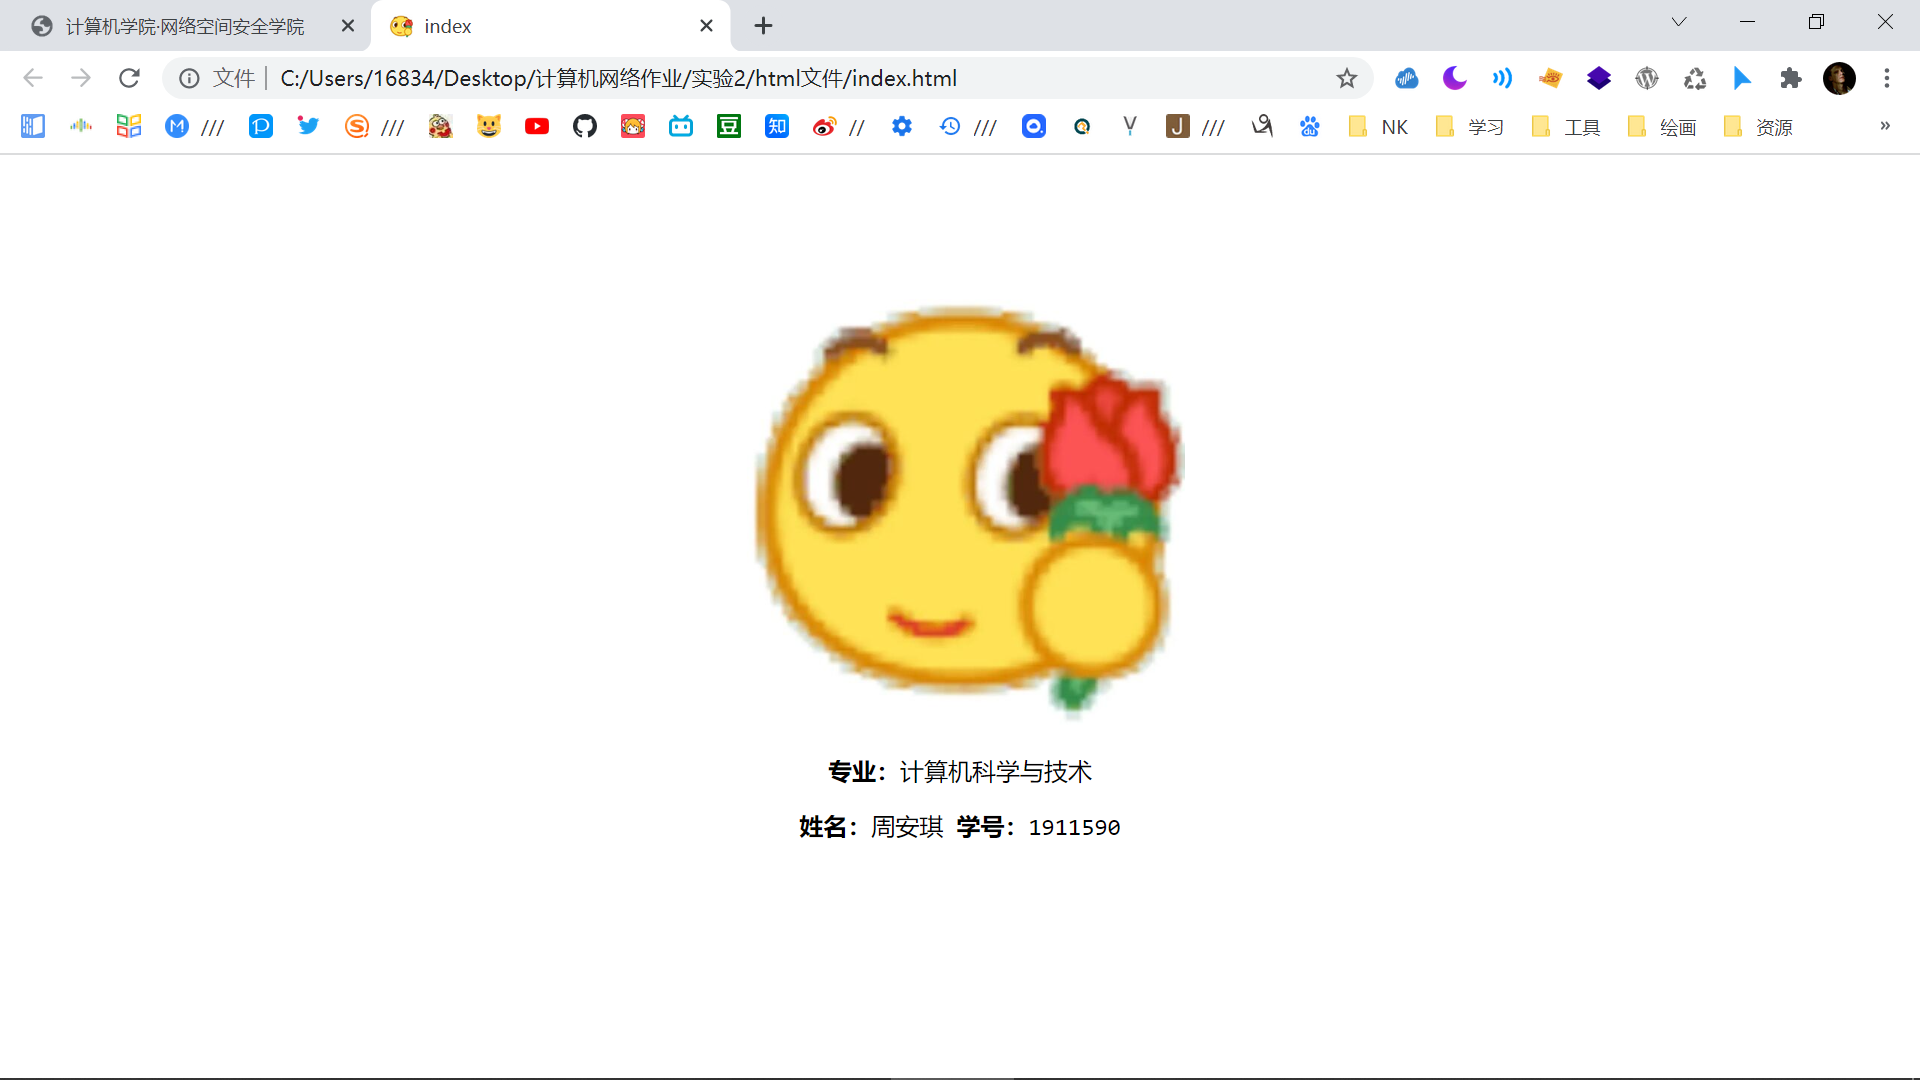 计算机学院·网络空间安全学院
index
文件 | C:/Users/16834/Desktop/计算机网络作业/实验2/html文件/index.html
/// /// // /// /// NK 学习 工具 绘画 资源 »
专业：计算机科学与技术
姓名：周安琪 学号：1911590